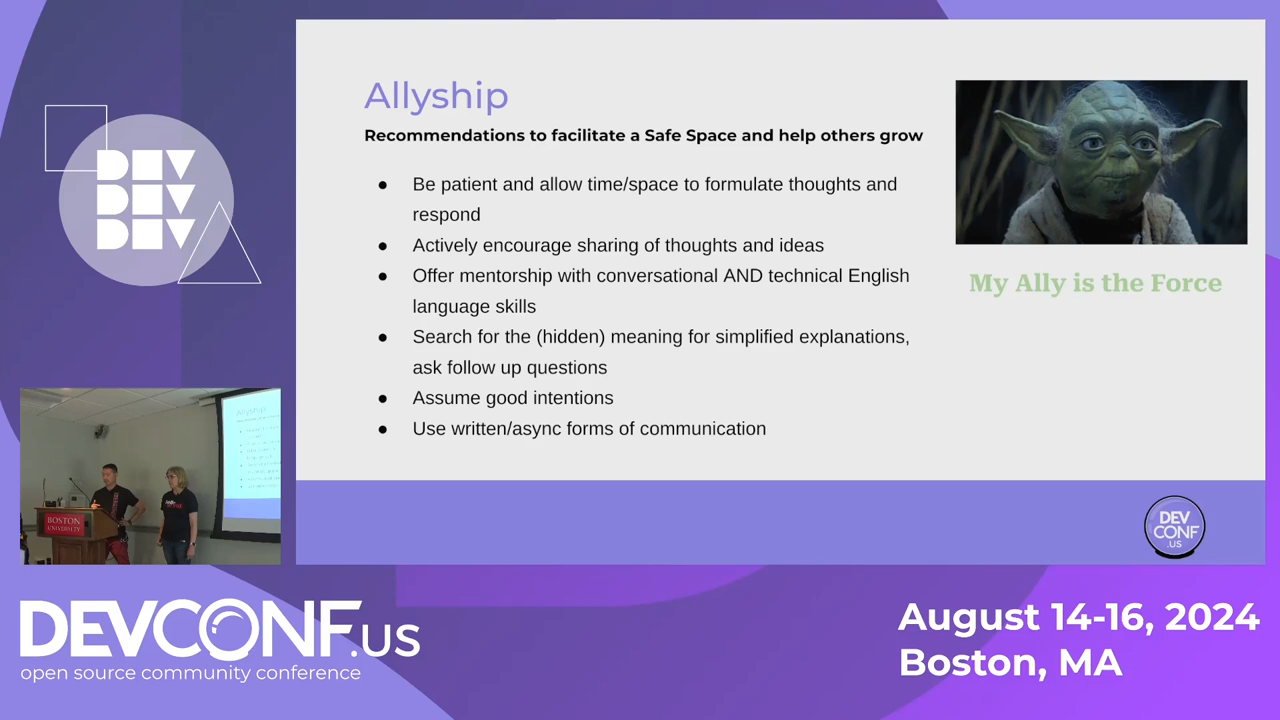 DEV
DEV
DEV
Allyship
Recommendations to facilitate a Safe Space and help others grow
● Be patient and allow time/space to formulate thoughts and
respond
● Actively encourage sharing of thoughts and ideas
● Offer mentorship with conversational AND technical English
language skills
● Search for the (hidden) meaning for simplified explanations,
ask follow up questions
● Assume good intentions
● Use written/async forms of communication
My Ally is the Force
DEV
CONF
.US
Allyship
BOSTON
UNIVERSITY
DEVCONF.US
open source community conference
August 14-16, 2024
Boston, MA